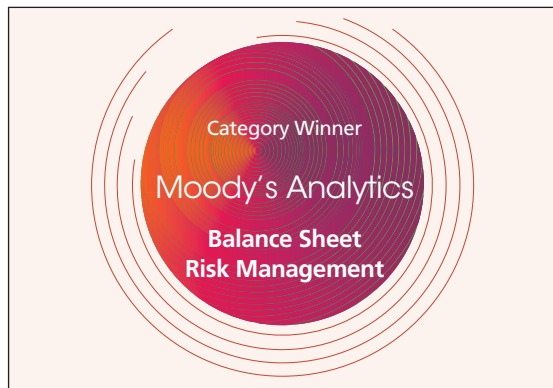 Category Winner
Moody's Analytics
Balance Sheet
Risk Management